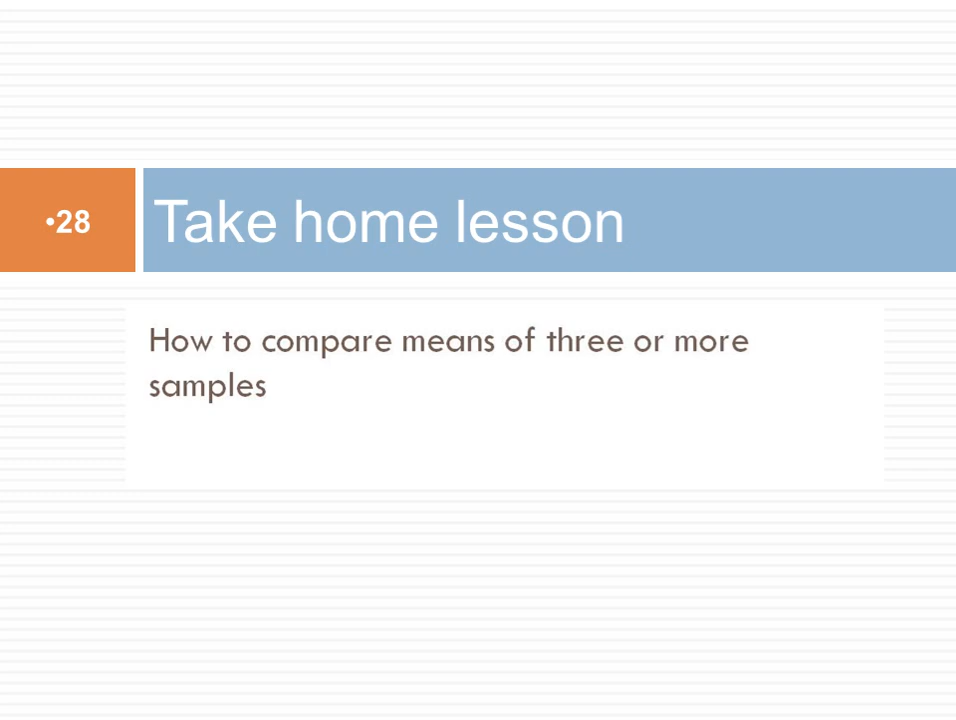 •28
Take home lesson
How to compare means of three or more
samples